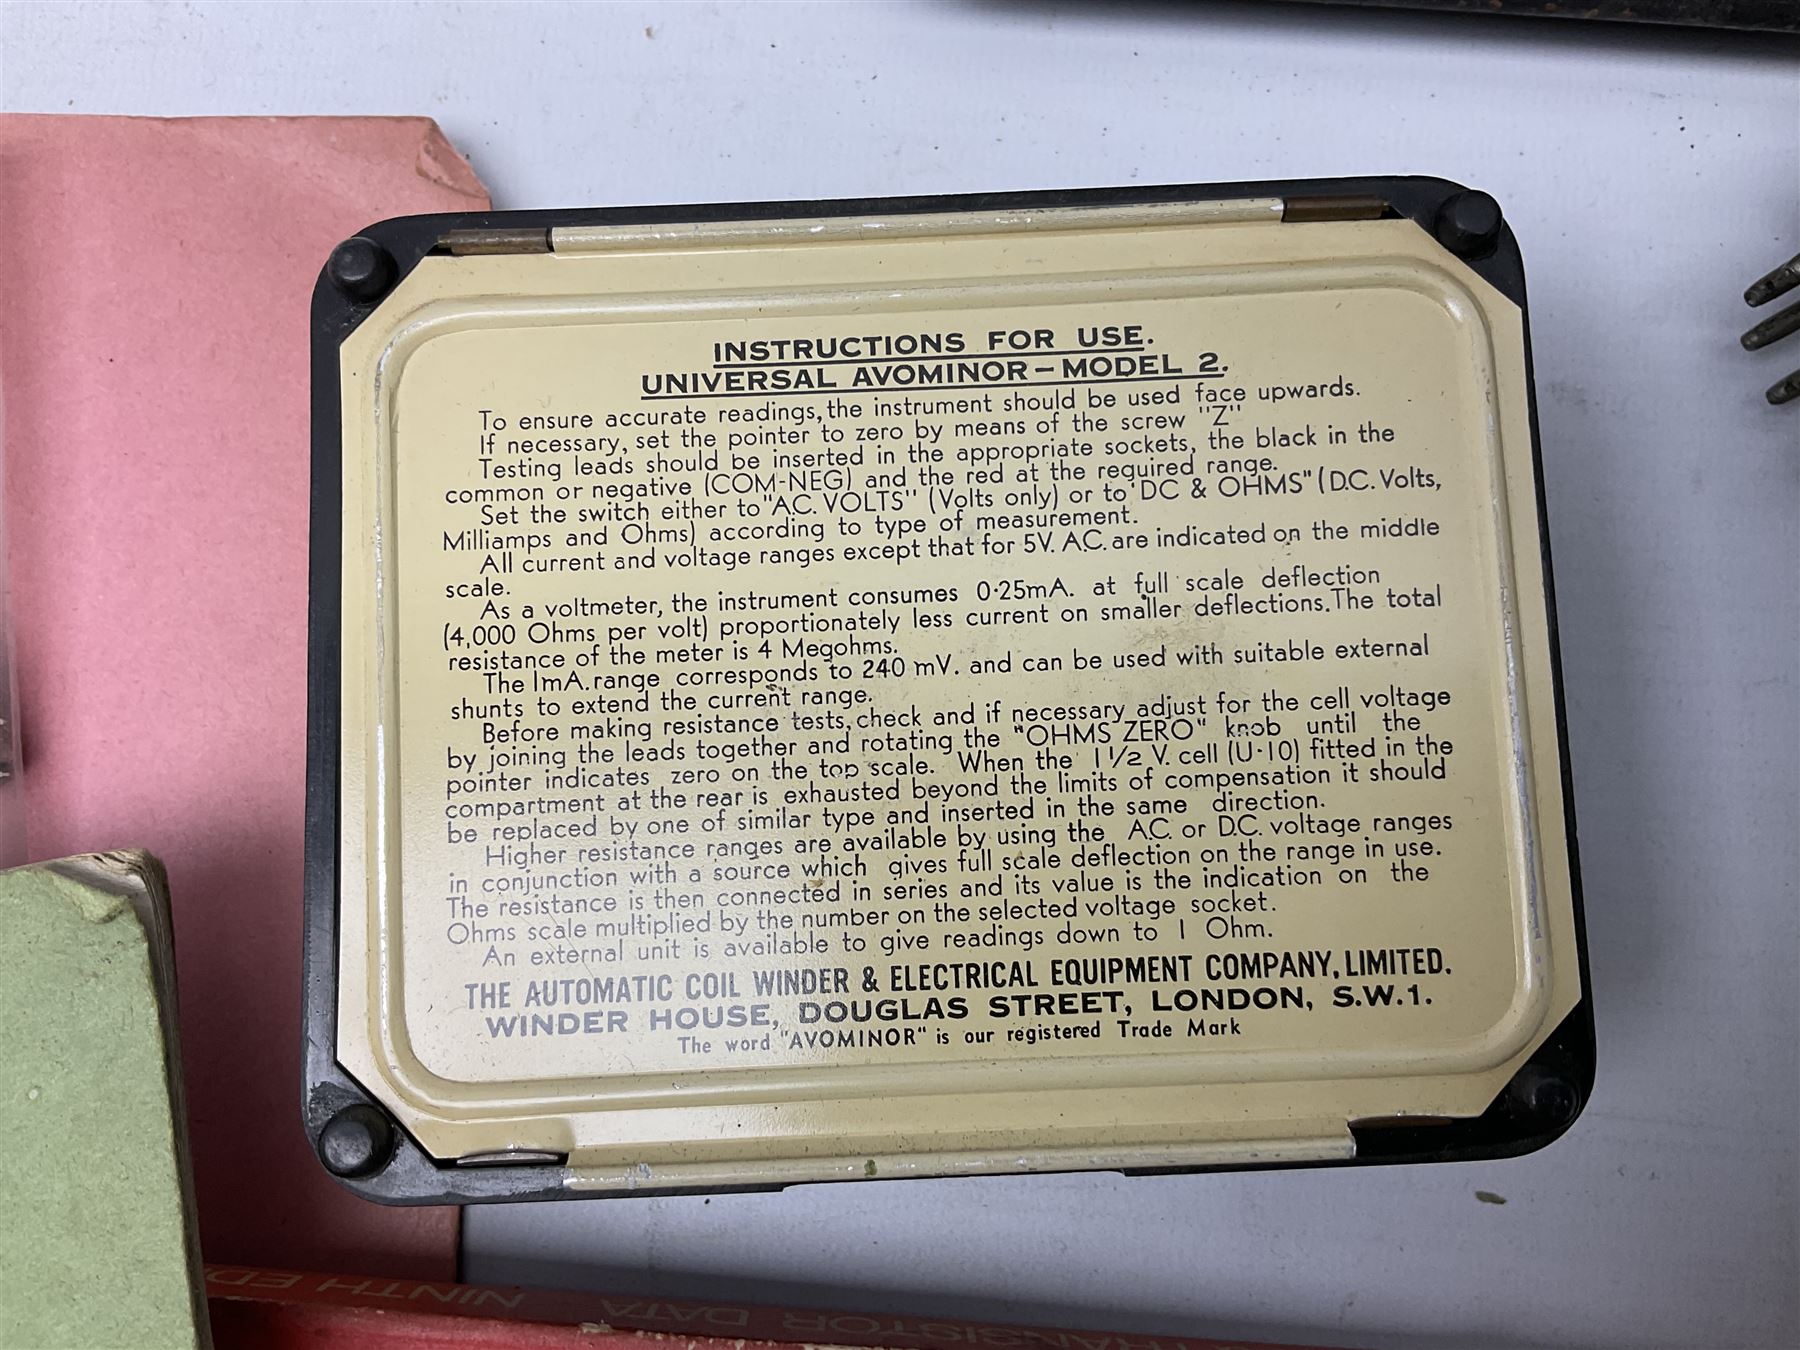 INSTRUCTIONS FOR USE.
UNIVERSAL AVOMINOR - MODEL 2.
To ensure accurate readings, the instrument should be used face upwards.
If necessary, set the pointer to zero by means of the screw "Z"
Testing leads should be inserted in the appropriate sockets, the black in the
common or negative (COM-NEG) and the red at the required range.
Set the switch either to "A.C. VOLTS" (Volts only) or to "DC & OHMS" (D.C. Volts,
Milliamps and Ohms) according to type of measurement.
All current and voltage ranges except that for 5V. A.C. are indicated on the middle
scale.
As a voltmeter, the instrument consumes 0·25mA. at full scale deflection
(4,000 Ohms per volt) proportionately less current on smaller deflections. The total
resistance of the meter is 4 Megohms.
The 1mA. range corresponds to 240 mV. and can be used with suitable external
shunts to extend the current range.
Before making resistance tests, check and if necessary adjust for the cell voltage
by joining the leads together and rotating the "OHMS ZERO" knob until the
pointer indicates zero on the top scale. When the 1 1/2 V. cell (U·10) fitted in the
compartment at the rear is exhausted beyond the limits of compensation it should
be replaced by one of similar type and inserted in the same direction.
Higher resistance ranges are available by using the A.C. or D.C. voltage ranges
in conjunction with a source which gives full scale deflection on the range in use.
The resistance is then connected in series and its value is the indication on the
Ohms scale multiplied by the number on the selected voltage socket.
An external unit is available to give readings down to 1 Ohm.
THE AUTOMATIC COIL WINDER & ELECTRICAL EQUIPMENT COMPANY, LIMITED.
WINDER HOUSE, DOUGLAS STREET, LONDON, S.W.1.
The word "AVOMINOR" is our registered Trade Mark
TRANSISTOR DATA NINTH